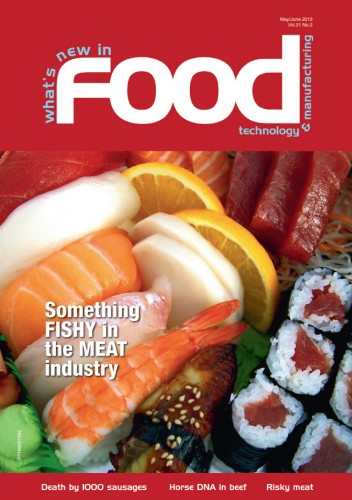 May/June 2013
Vol.21 No.2
what's new in
FOOD
technology & manufacturing
Something
FISHY in
the MEAT
industry
Death by 1000 sausages
Horse DNA in beef
Risky meat